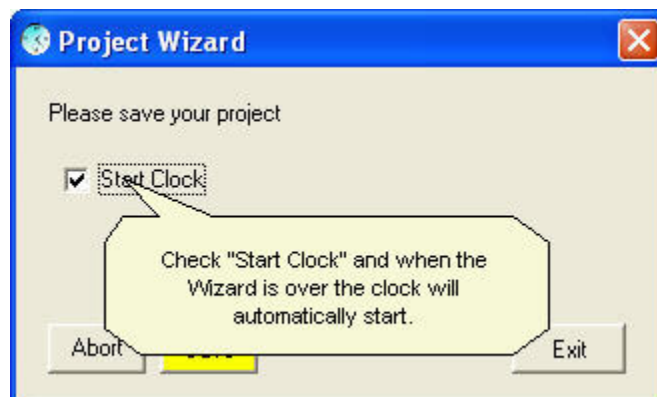 Project Wizard
Please save your project
Start Clock
Check "Start Clock" and when the
Wizard is over the clock will
automatically start.
Abort
Exit